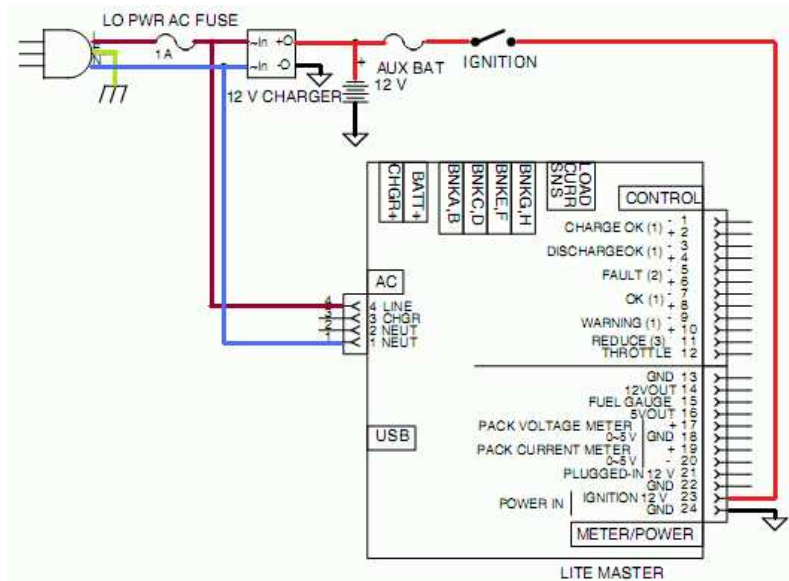 LO PWR AC FUSE
L
E
N
1 A
~In +O
~In -O
12 V CHARGER
+
AUX BAT
12 V
IGNITION
CHGR+
BATT+
BNKA,B
BNKC,D
BNKE,F
BNKG,H
LOAD
CURR
SNS
CONTROL
CHARGE OK (1) - 1
+ 2
DISCHARGEOK (1) - 3
+ 4
FAULT (2) - 5
+ 6
OK (1) - 7
+ 8
WARNING (1) - 9
+ 10
REDUCE (3) 11
THROTTLE 12
AC
4 4 LINE
3 3 CHGR
2 2 NEUT
1 1 NEUT
USB
GND 13
12VOUT 14
FUEL GAUGE 15
5VOUT 16
PACK VOLTAGE METER + 17
0~5 V GND 18
PACK CURRENT METER + 19
0~5 V - 20
PLUGGED-IN 12 V 21
GND 22
POWER IN IGNITION 12 V 23
GND 24
METER/POWER
LITE MASTER